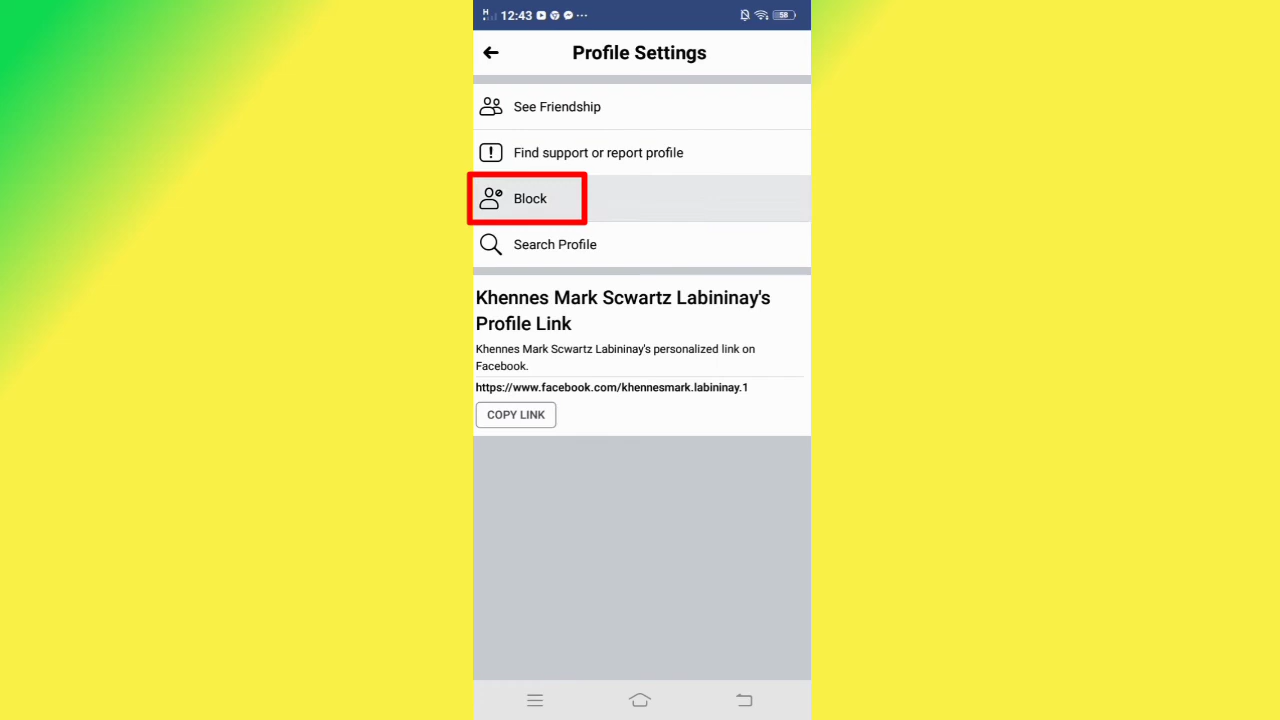 H 12:43 58
Profile Settings
See Friendship
Find support or report profile
Block
Search Profile
Khennes Mark Scwartz Labininay's
Profile Link
Khennes Mark Scwartz Labininay's personalized link on
Facebook.
https://www.facebook.com/khennesmark.labininay.1
COPY LINK